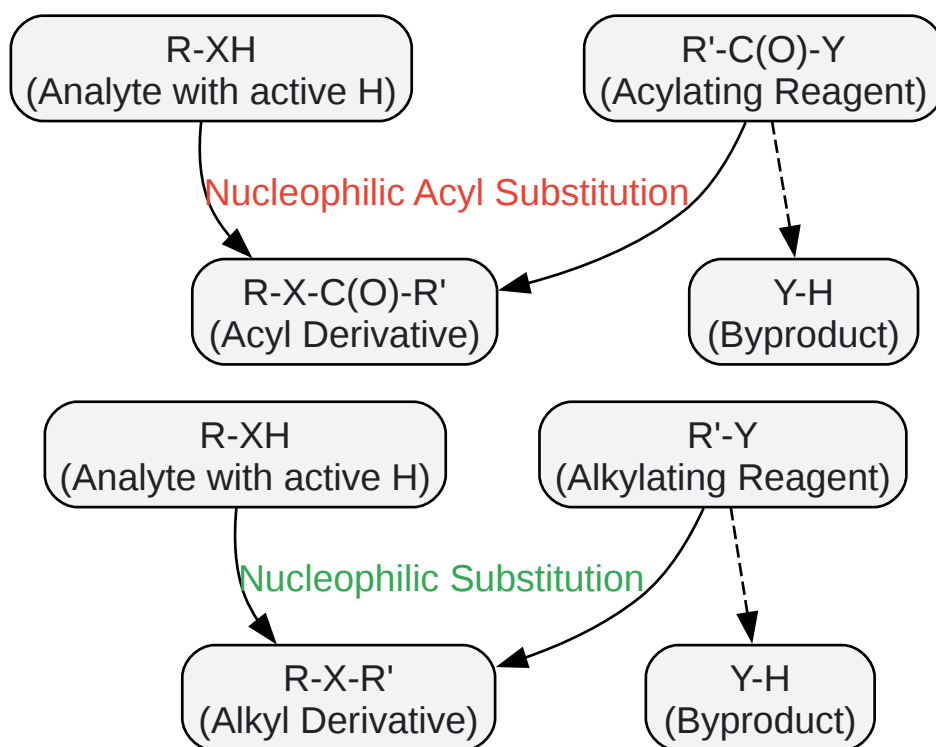 R-XH
(Analyte with active H)
R'-C(O)-Y
(Acylating Reagent)
Nucleophilic Acyl Substitution
R-X-C(O)-R'
(Acyl Derivative)
Y-H
(Byproduct)
R-XH
(Analyte with active H)
R'-Y
(Alkylating Reagent)
Nucleophilic Substitution
R-X-R'
(Alkyl Derivative)
Y-H
(Byproduct)